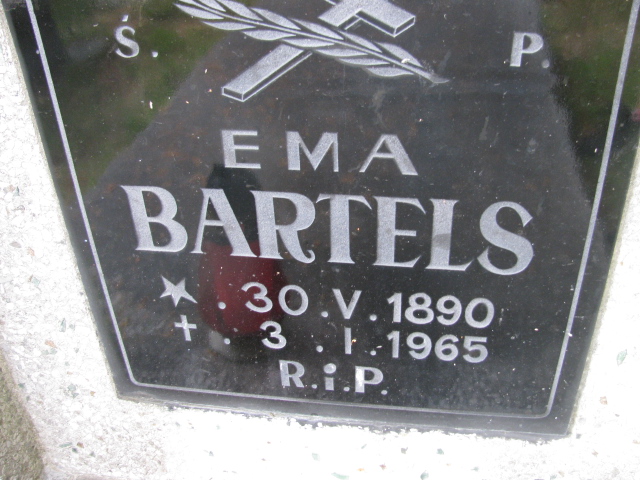 Ś. P.
EMA
BARTELS
. 30 . V. 1890
. 3 . I. 1965
R.i.P.